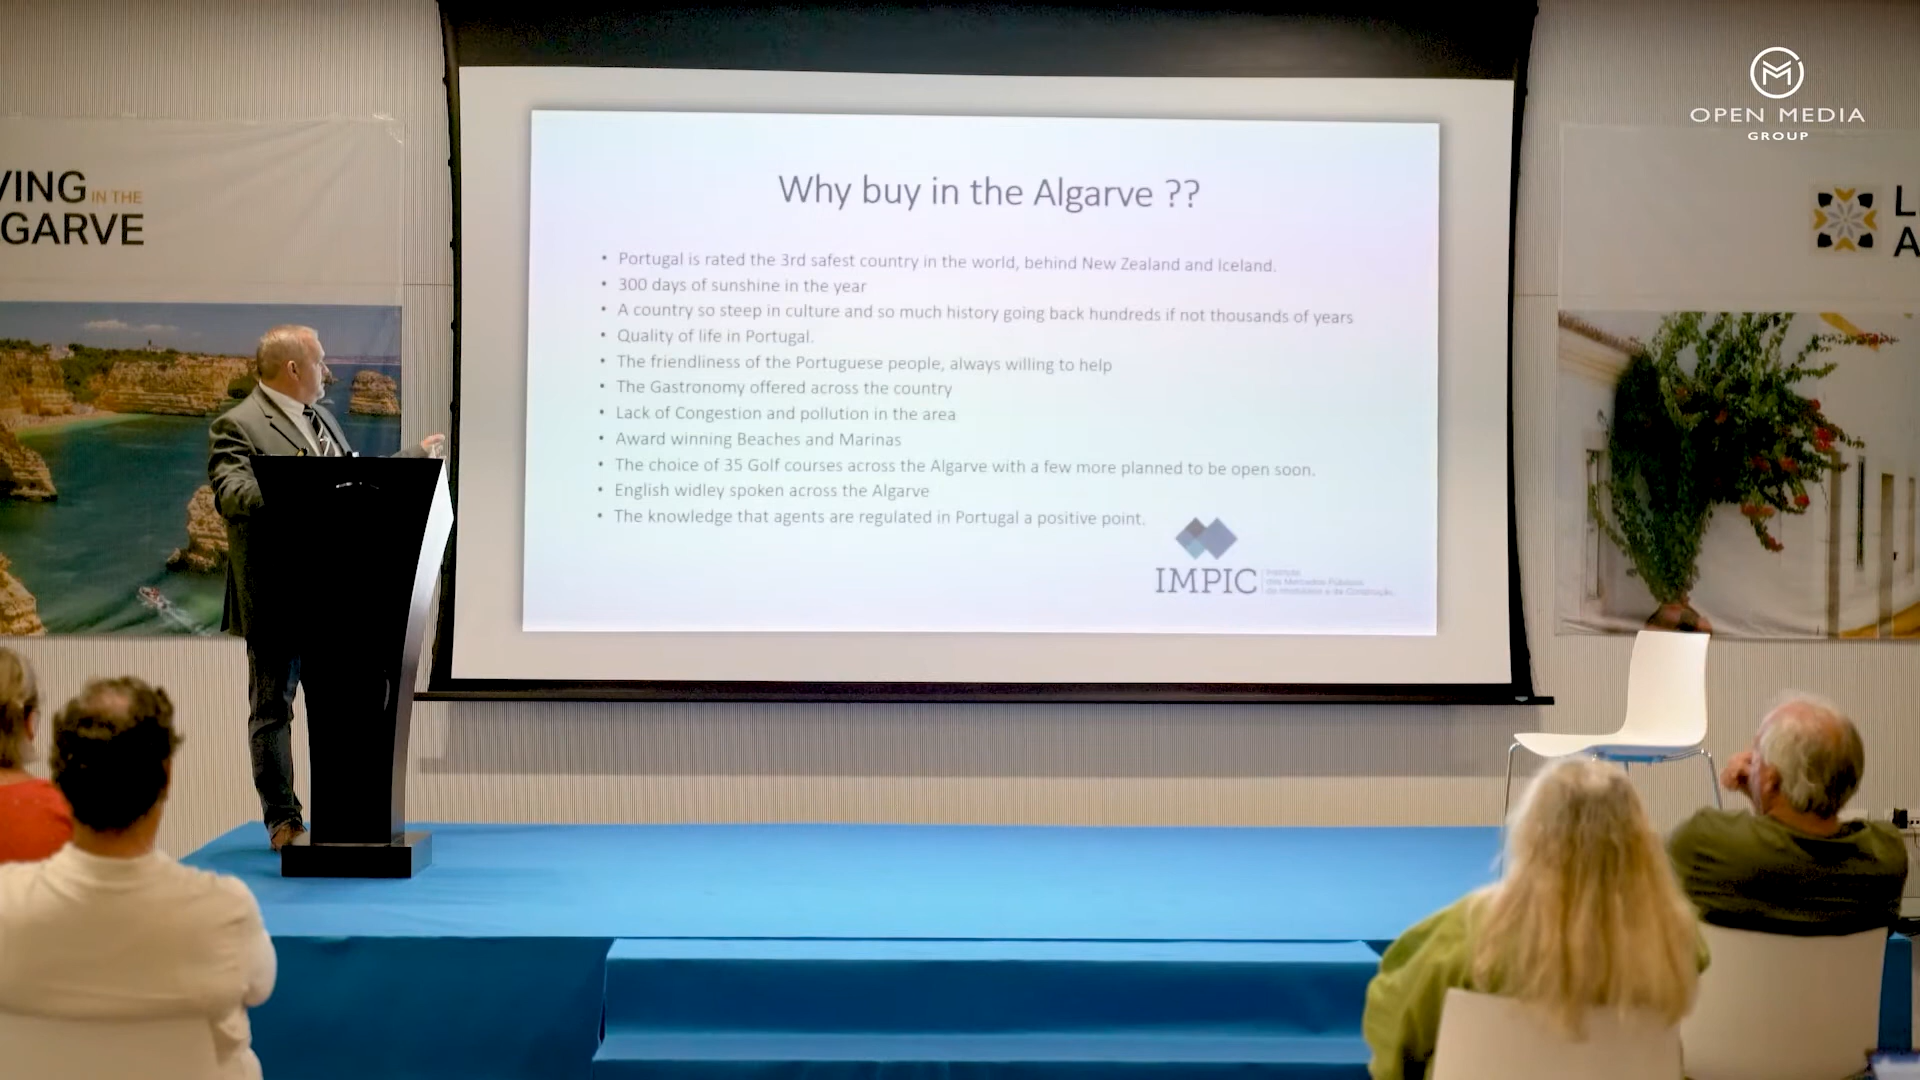 OPEN MEDIA
GROUP
VING IN THE
GARVE
L
A
Why buy in the Algarve ??
• Portugal is rated the 3rd safest country in the world, behind New Zealand and Iceland.
• 300 days of sunshine in the year
• A country so steep in culture and so much history going back hundreds if not thousands of years
• Quality of life in Portugal.
• The friendliness of the Portuguese people, always willing to help
• The Gastronomy offered across the country
• Lack of Congestion and pollution in the area
• Award winning Beaches and Marinas
• The choice of 35 Golf courses across the Algarve with a few more planned to be open soon.
• English widley spoken across the Algarve
• The knowledge that agents are regulated in Portugal a positive point.
IMPIC
dos Mercados Públicos